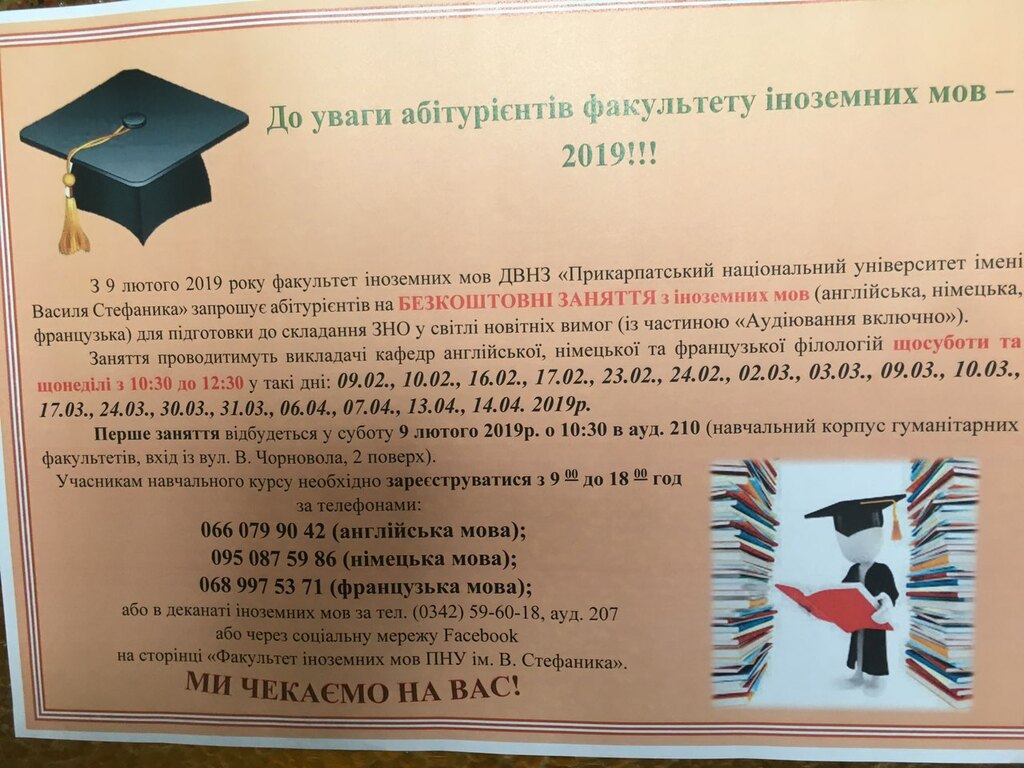 До уваги абітурієнтів факультету іноземних мов –
2019!!!
З 9 лютого 2019 року факультет іноземних мов ДВНЗ «Прикарпатський національний університет імені
Василя Стефаника» запрошує абітурієнтів на БЕЗКОШТОВНІ ЗАНЯТТЯ з іноземних мов (англійська, німецька,
французька) для підготовки до складання ЗНО у світлі новітніх вимог (із частиною «Аудіювання включно»).
Заняття проводитимуть викладачі кафедр англійської, німецької та французької філологій щосуботи та
щонеділі з 10:30 до 12:30 у такі дні: 09.02., 10.02., 16.02., 17.02., 23.02., 24.02., 02.03., 03.03., 09.03., 10.03.,
17.03., 24.03., 30.03., 31.03., 06.04., 07.04., 13.04., 14.04. 2019р.
Перше заняття відбудеться у суботу 9 лютого 2019р. о 10:30 в ауд. 210 (навчальний корпус гуманітарних
факультетів, вхід із вул. В. Чорновола, 2 поверх).
Учасникам навчального курсу необхідно зареєструватися з 9 00 до 18 00 год
за телефонами:
066 079 90 42 (англійська мова);
095 087 59 86 (німецька мова);
068 997 53 71 (французька мова);
або в деканаті іноземних мов за тел. (0342) 59-60-18, ауд. 207
або через соціальну мережу Facebook
на сторінці «Факультет іноземних мов ПНУ ім. В. Стефаника».
МИ ЧЕКАЄМО НА ВАС!